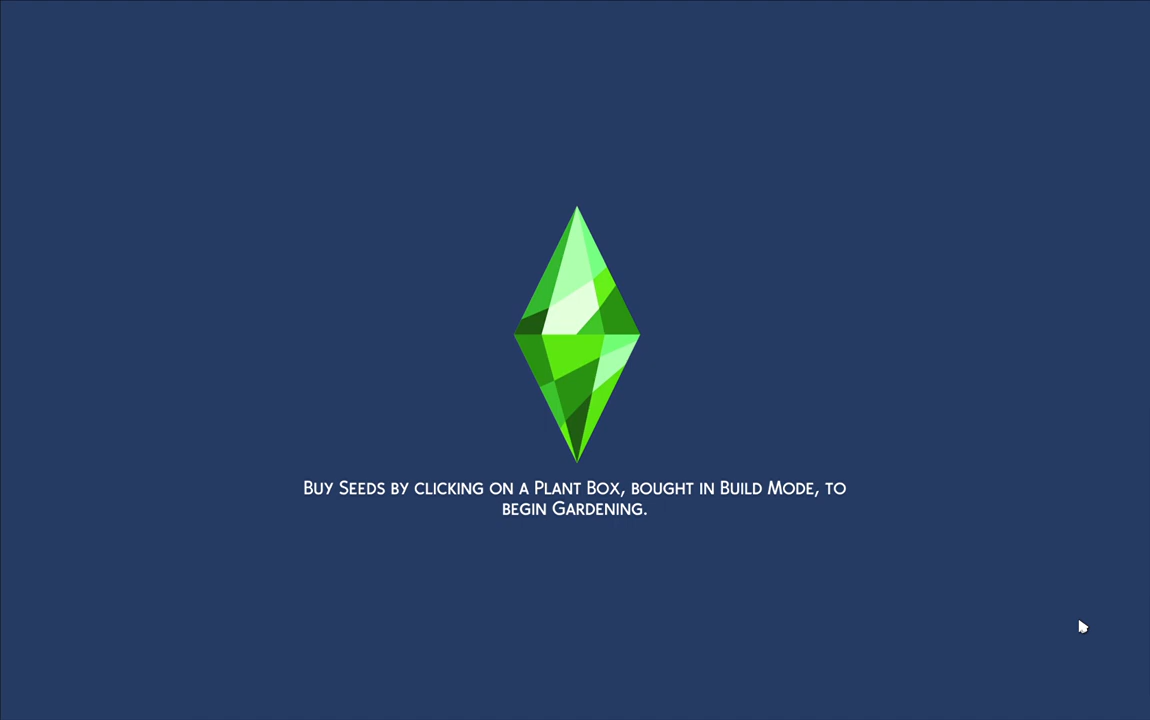 Buy Seeds by clicking on a Plant Box, bought in Build Mode, to
begin Gardening.